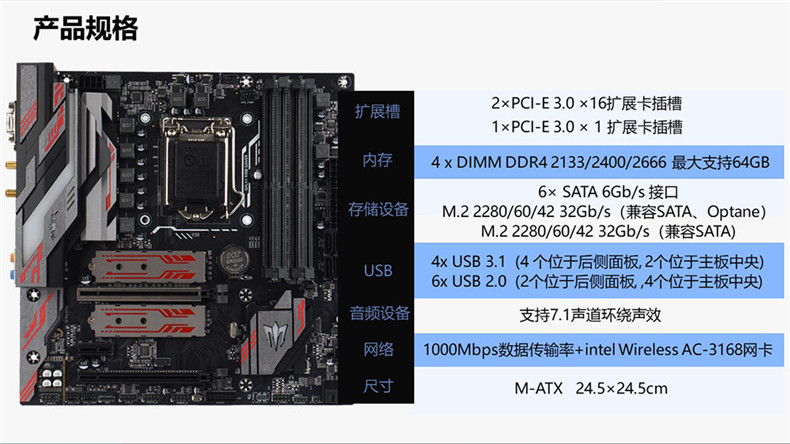 产品规格
扩展槽
2×PCI-E 3.0 ×16扩展卡插槽
1×PCI-E 3.0 × 1 扩展卡插槽
内存
4 x DIMM DDR4 2133/2400/2666 最大支持64GB
存储设备
6× SATA 6Gb/s 接口
M.2 2280/60/42 32Gb/s（兼容SATA、Optane）
M.2 2280/60/42 32Gb/s（兼容SATA)
USB
4x USB 3.1（4 个位于后侧面板, 2个位于主板中央)
6x USB 2.0（2个位于后侧面板 ,4个位于主板中央)
音频设备
支持7.1声道环绕声效
网络
1000Mbps数据传输率+intel Wireless AC-3168网卡
尺寸
M-ATX 24.5×24.5cm